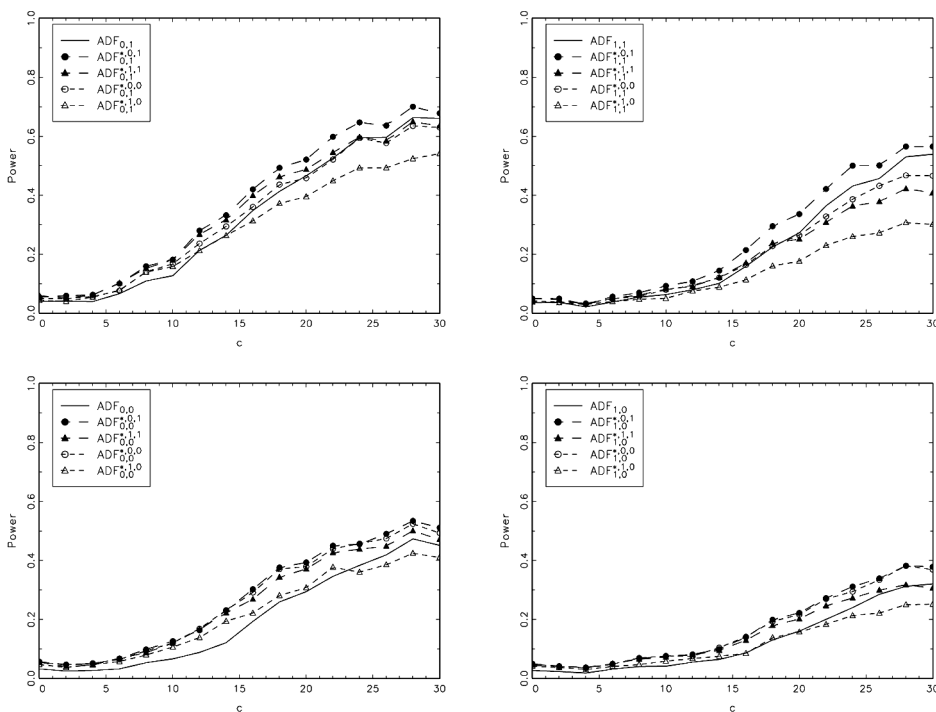 ADF0,1
ADF*,0,1 0,1
ADF*,1,1 0,1
ADF*,0,0 0,1
ADF*,1,0 0,1
Power
0.0 0.2 0.4 0.6 0.8 1.0
0 5 10 15 20 25 30
c
ADF1,1
ADF*,0,1 1,1
ADF*,1,1 1,1
ADF*,0,0 1,1
ADF*,1,0 1,1
Power
0.0 0.2 0.4 0.6 0.8 1.0
0 5 10 15 20 25 30
c
ADF0,0
ADF*,0,1 0,0
ADF*,1,1 0,0
ADF*,0,0 0,0
ADF*,1,0 0,0
Power
0.0 0.2 0.4 0.6 0.8 1.0
0 5 10 15 20 25 30
c
ADF1,0
ADF*,0,1 1,0
ADF*,1,1 1,0
ADF*,0,0 1,0
ADF*,1,0 1,0
Power
0.0 0.2 0.4 0.6 0.8 1.0
0 5 10 15 20 25 30
c